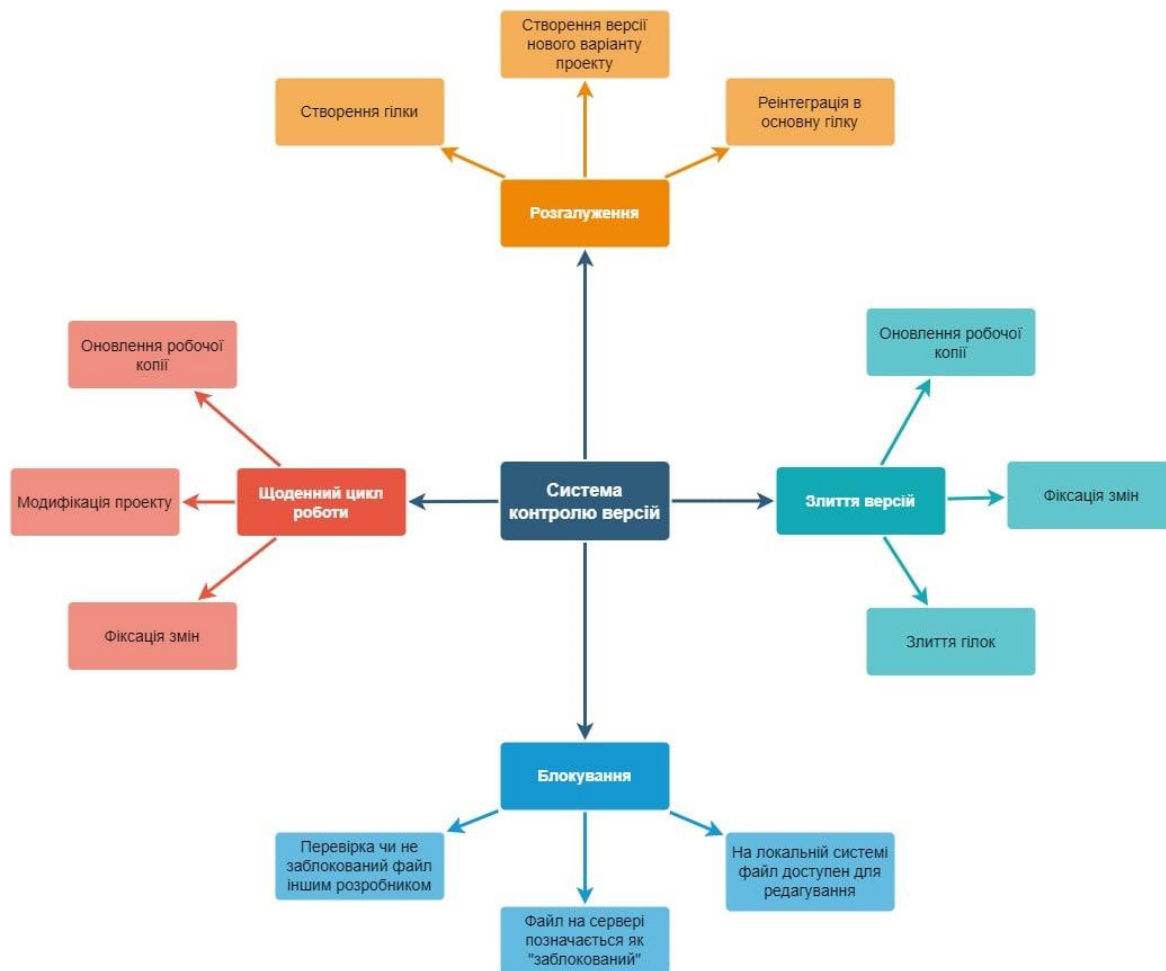 Створення версії
нового варіанту
проекту
Створення гілки
Реінтеграція в
основну гілку
Розгалуження
Оновлення робочої
копії
Оновлення робочої
копії
Модифікація проекту
Щоденний цикл
роботи
Система
контролю версій
Злиття версій
Фіксація змін
Фіксація змін
Злиття гілок
Блокування
Перевірка чи не
заблокований файл
іншим розробником
На локальній системі
файл доступен для
редагування
Файл на сервері
позначається як
"заблокований"